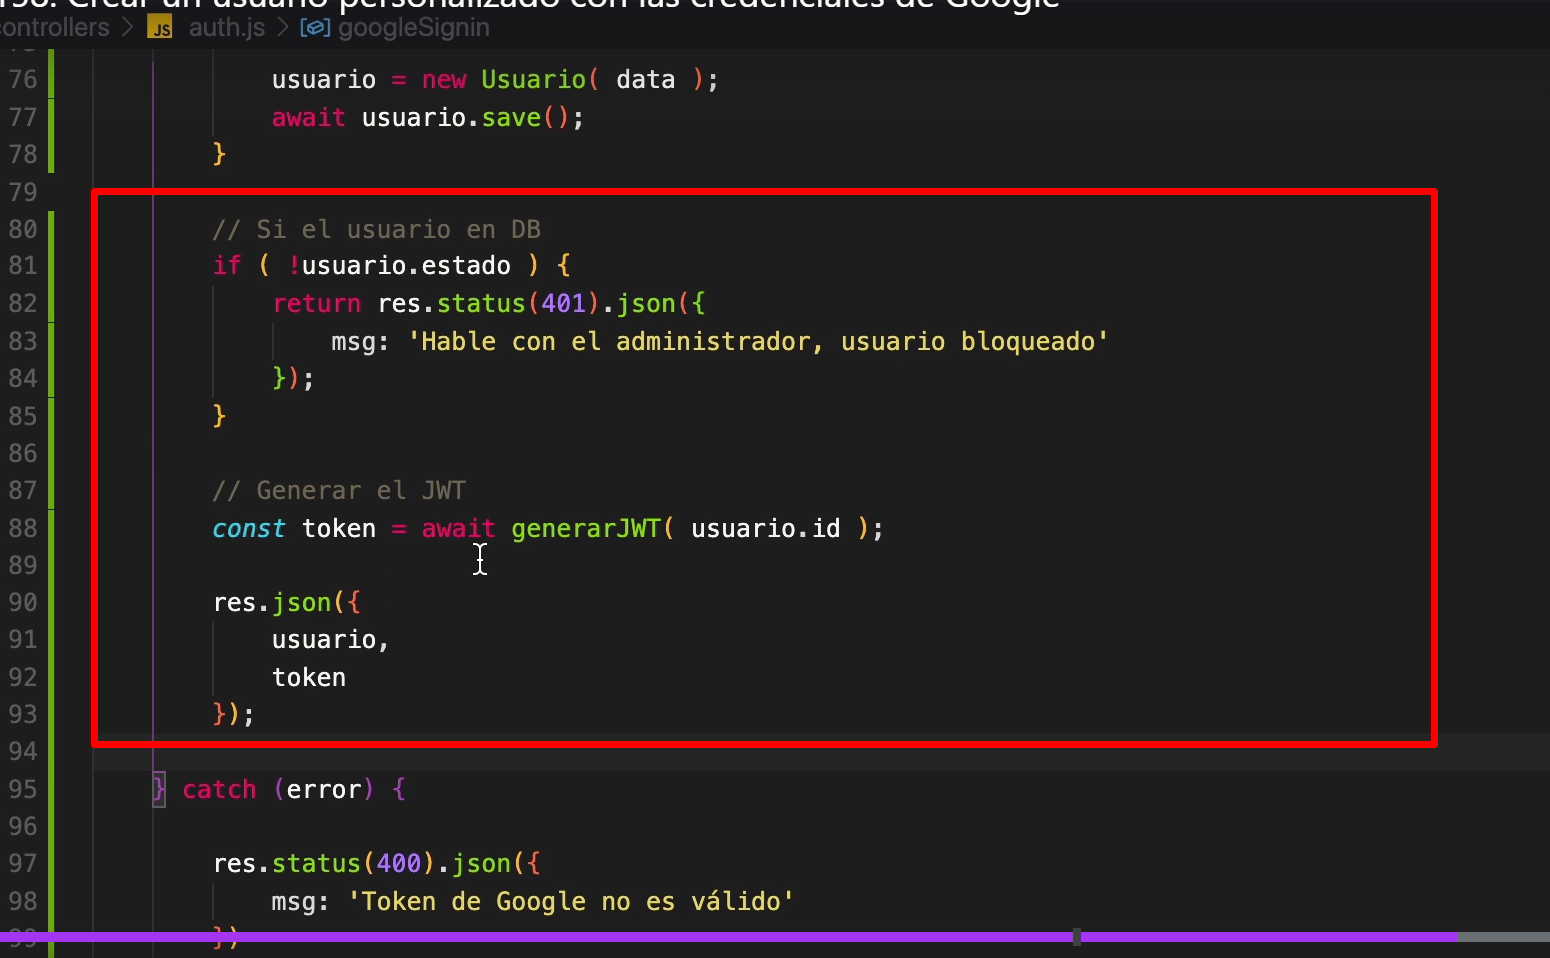 198. Crear un usuario personalizado con las credenciales de Google
controllers > JS auth.js > googleSignin
76 usuario = new Usuario( data );
77 await usuario.save();
78 }
79
80 // Si el usuario en DB
81 if ( !usuario.estado ) {
82 return res.status(401).json({
83 msg: 'Hable con el administrador, usuario bloqueado'
84 });
85 }
86
87 // Generar el JWT
88 const token = await generarJWT( usuario.id );
89
90 res.json({
91 usuario,
92 token
93 });
94
95 } catch (error) {
96
97 res.status(400).json({
98 msg: 'Token de Google no es válido'
99 })